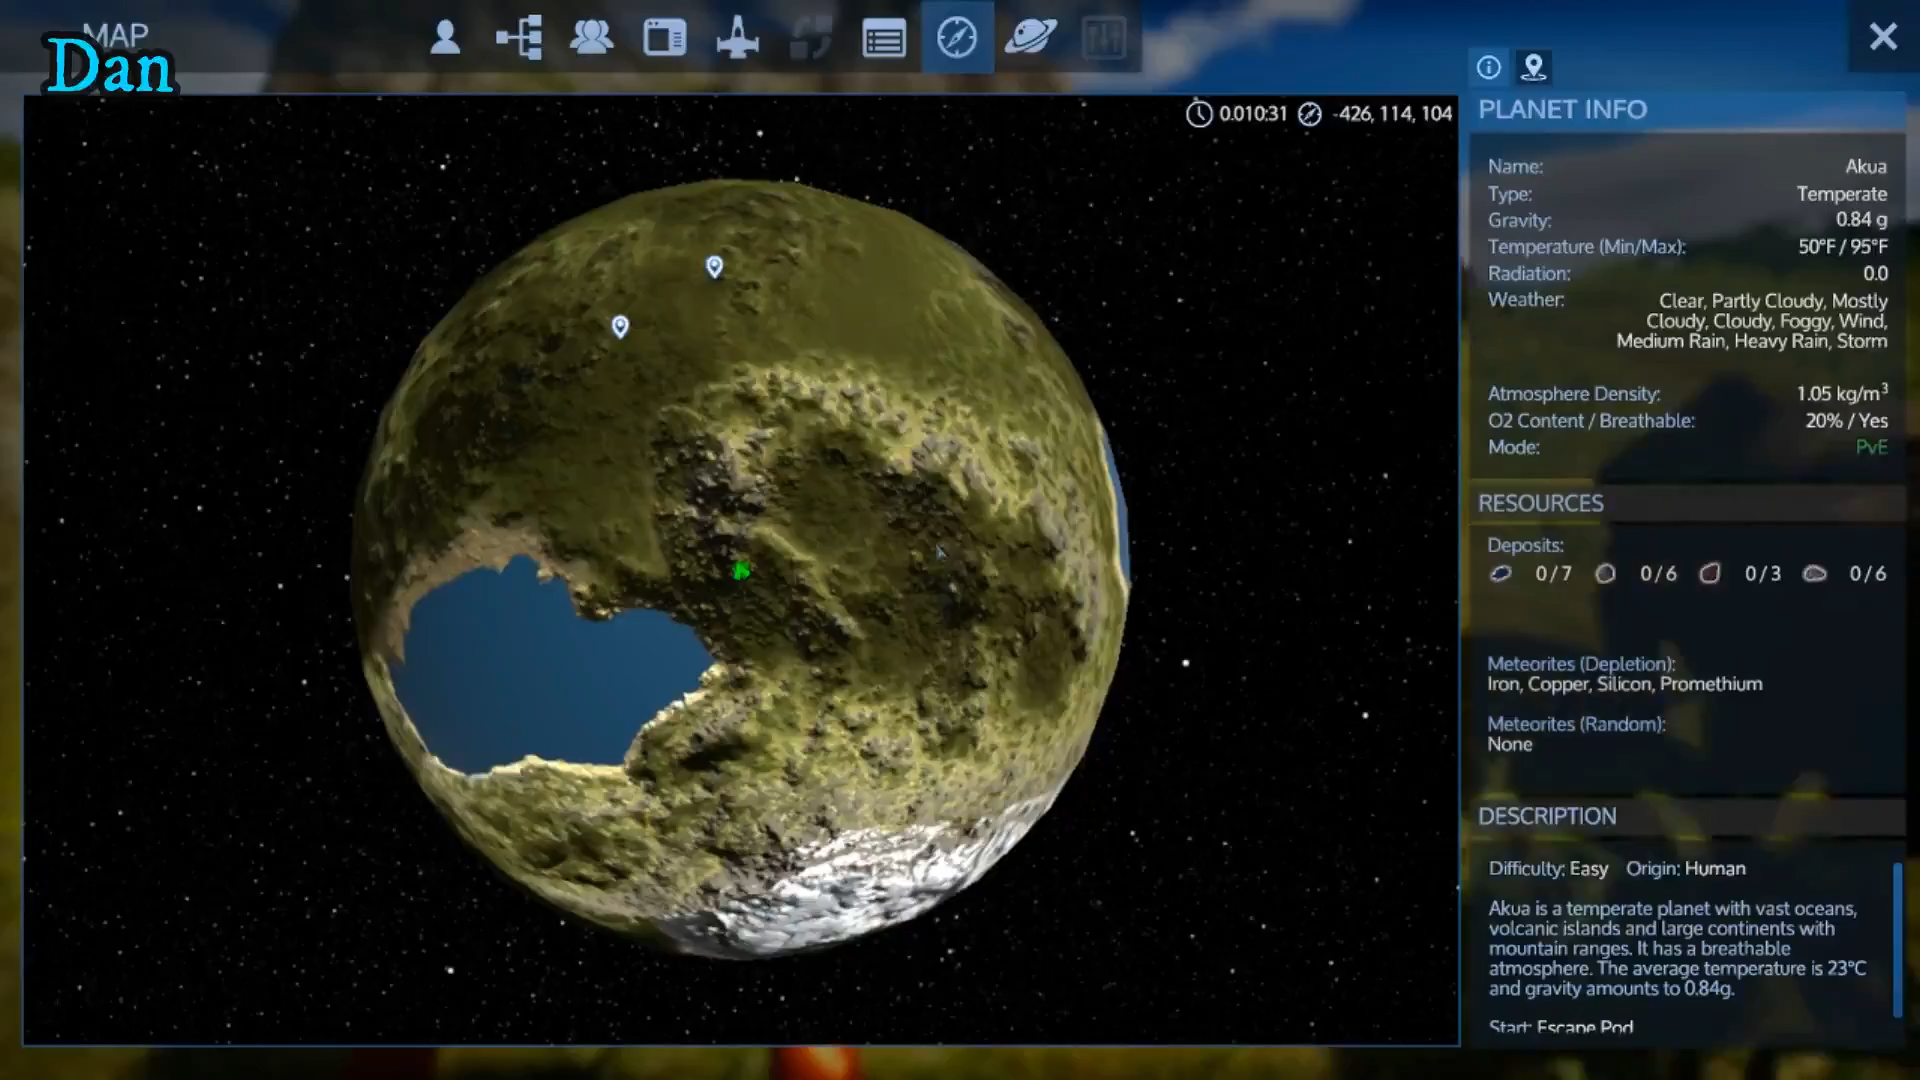 MAP
Dan
0.010:31 -426, 114, 104
PLANET INFO
Name: Akua
Type: Temperate
Gravity: 0.84 g
Temperature (Min/Max): 50°F / 95°F
Radiation: 0.0
Weather: Clear, Partly Cloudy, Mostly
Cloudy, Cloudy, Foggy, Wind,
Medium Rain, Heavy Rain, Storm
Atmosphere Density: 1.05 kg/m³
O2 Content / Breathable: 20% / Yes
Mode: PvE
RESOURCES
Deposits:
0/7 0/6 0/3 0/6
Meteorites (Depletion):
Iron, Copper, Silicon, Promethium
Meteorites (Random):
None
DESCRIPTION
Difficulty: Easy Origin: Human
Akua is a temperate planet with vast oceans,
volcanic islands and large continents with
mountain ranges. It has a breathable
atmosphere. The average temperature is 23°C
and gravity amounts to 0.84g.
Start: Escape Pod